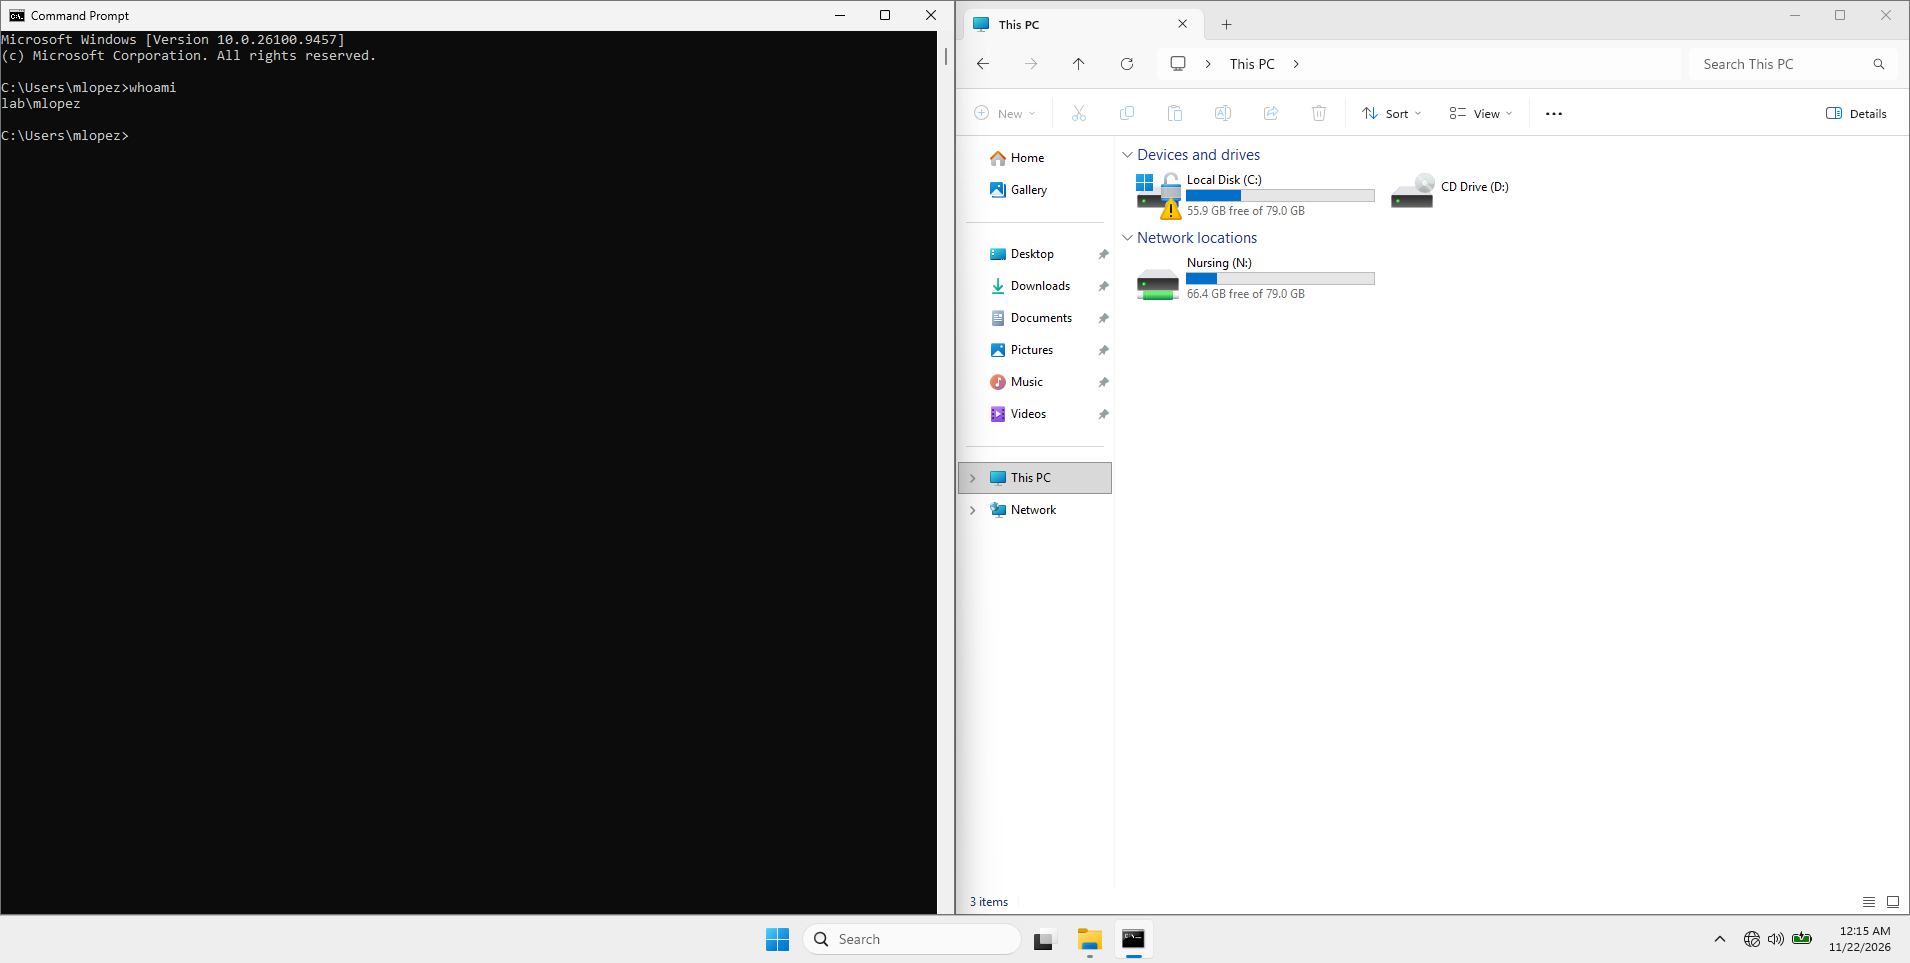 Command Prompt
Microsoft Windows [Version 10.0.26100.9457]
(c) Microsoft Corporation. All rights reserved.
C:\Users\mlopez>whoami
lab\mlopez
C:\Users\mlopez>
This PC
This PC
Search This PC
New
Sort
View
Details
Home
Gallery
Desktop
Downloads
Documents
Pictures
Music
Videos
This PC
Network
Devices and drives
Local Disk (C:)
55.9 GB free of 79.0 GB
CD Drive (D:)
Network locations
Nursing (N:)
66.4 GB free of 79.0 GB
3 items
Search
12:15 AM
11/22/2026